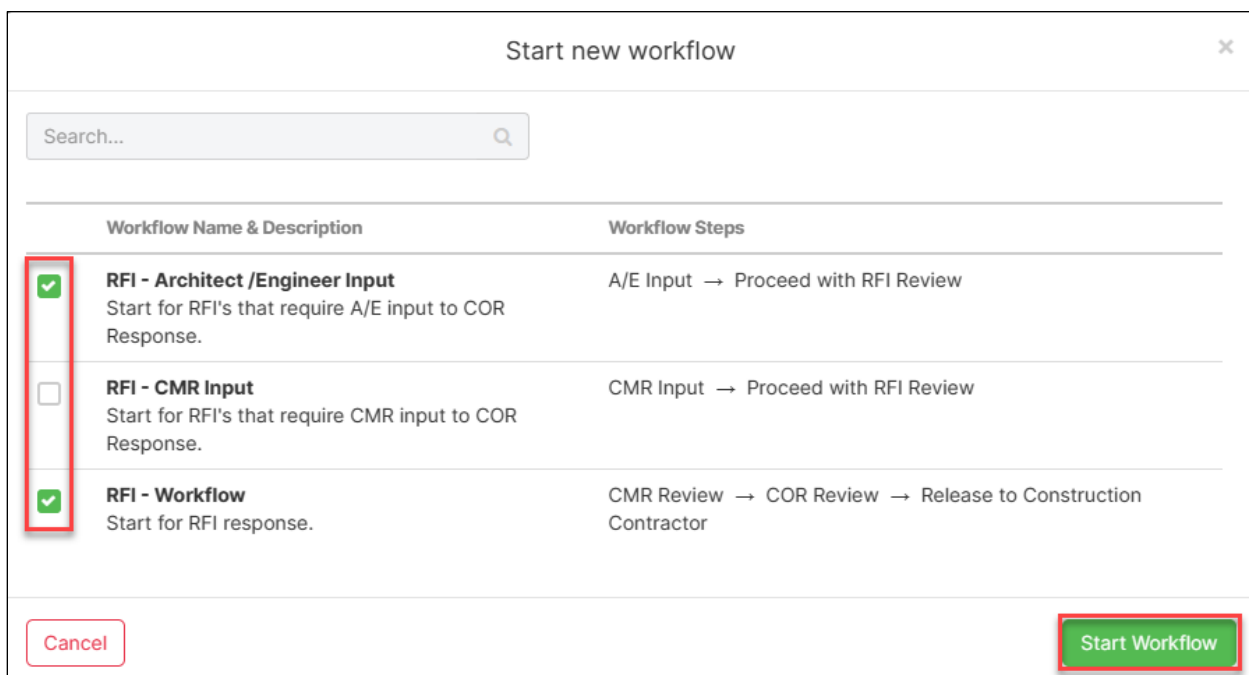 Start new workflow
×
Search...
Workflow Name & Description
Workflow Steps
RFI - Architect /Engineer Input
A/E Input → Proceed with RFI Review
Start for RFI's that require A/E input to COR
Response.
RFI - CMR Input
CMR Input → Proceed with RFI Review
Start for RFI's that require CMR input to COR
Response.
RFI - Workflow
CMR Review → COR Review → Release to Construction
Start for RFI response.
Contractor
Cancel
Start Workflow